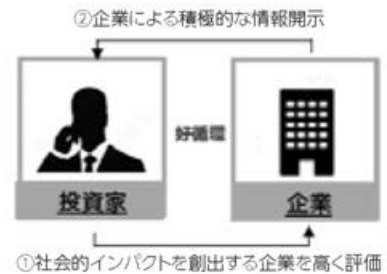 ②企業による積極的な情報開示
好循環
投資家
企業
①社会的インパクトを創出する企業を高く評価